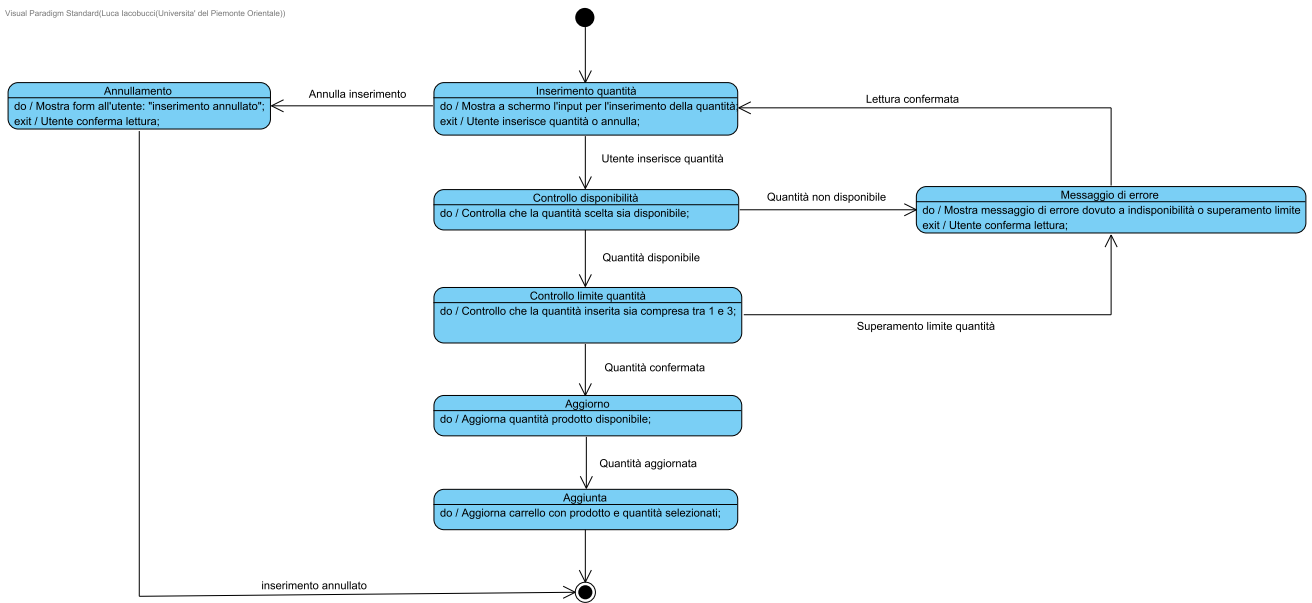 Visual Paradigm Standard(Luca Iacobucci(Universita' del Piemonte Orientale))
Annullamento
do / Mostra form all'utente: "inserimento annullato";
exit / Utente conferma lettura;
Annulla inserimento
Inserimento quantità
do / Mostra a schermo l'input per l'inserimento della quantità
exit / Utente inserisce quantità o annulla;
Lettura confermata
Utente inserisce quantità
Controllo disponibilità
do / Controlla che la quantità scelta sia disponibile;
Quantità non disponibile
Messaggio di errore
do / Mostra messaggio di errore dovuto a indisponibilità o superamento limite
exit / Utente conferma lettura;
Quantità disponibile
Controllo limite quantità
do / Controllo che la quantità inserita sia compresa tra 1 e 3;
Superamento limite quantità
Quantità confermata
Aggiorno
do / Aggiorna quantità prodotto disponibile;
Quantità aggiornata
Aggiunta
do / Aggiorna carrello con prodotto e quantità selezionati;
inserimento annullato